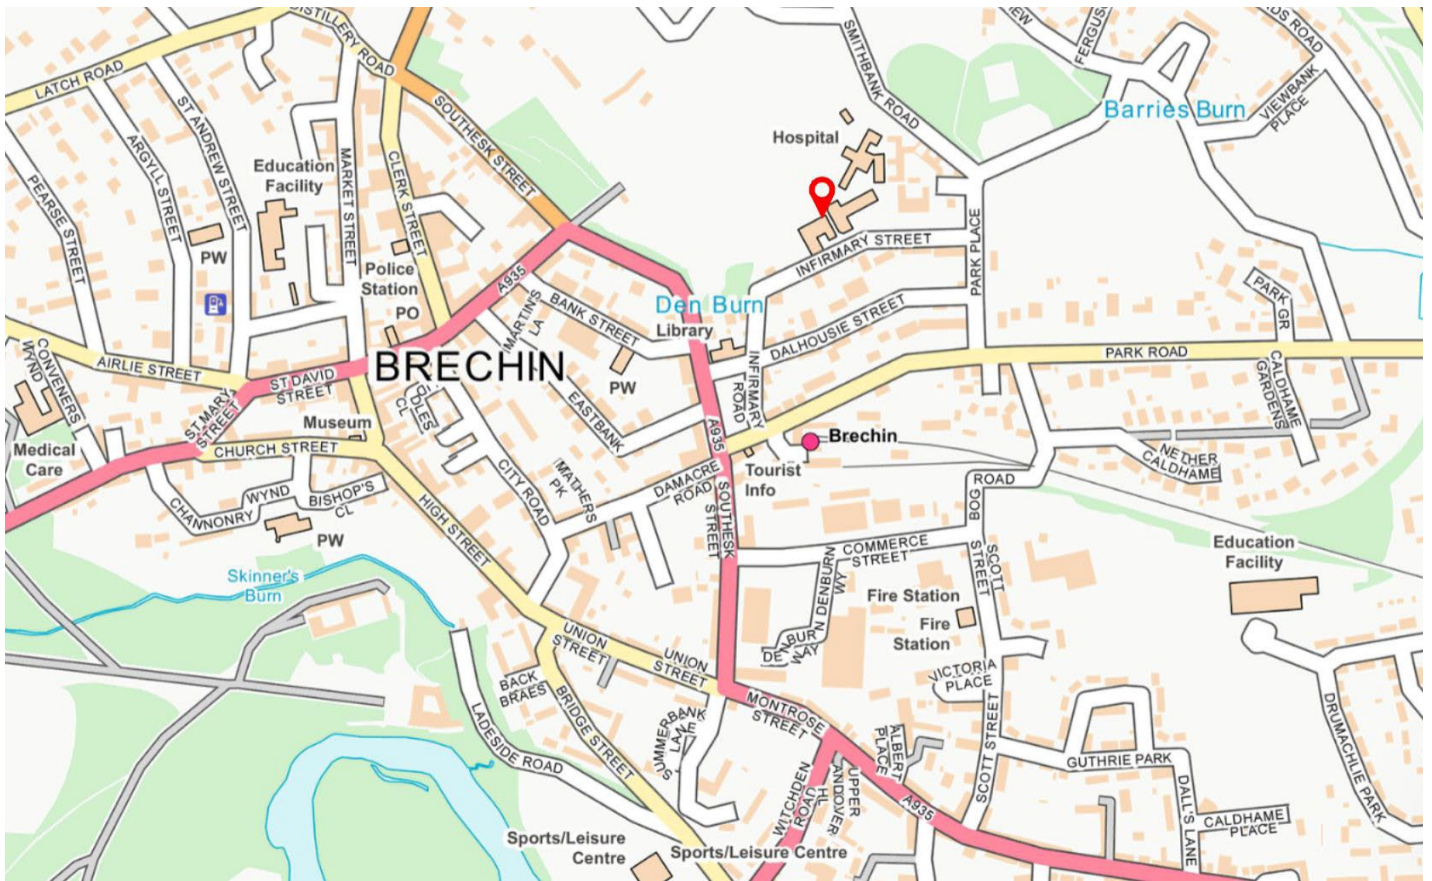 LATCH ROAD
DISTILLERY ROAD
SMITHBANK ROAD
FERGUS
VIEWBANK
PLACE
Barries Burn
SOUTHESK STREET
Hospital
ST ANDREW STREET
ARGYLL STREET
PEARSE STREET
Education
Facility
MARKET STREET
CLERK STREET
PARK PLACE
PW
Police
Station
PO
A935
INFIRMARY STREET
MARTIN'S
LA
BANK STREET
Den Burn
Library
DALHOUSIE STREET
PARK GR
CONVENERS
WYND
AIRLIE STREET
ST DAVID
STREET
BRECHIN
PW
INFIRMARY
ROAD
PARK ROAD
CALDHAME
GARDENS
ST MARY
STREET
Museum
CL
EASTBANK
A935
Brechin
Medical
Care
CHURCH STREET
CITY ROAD
MATHERS
PK
DAMACRE
ROAD
Tourist
Info
NETHER
CALDHAME
CHANNONRY
WYND
BISHOP'S
CL
PW
HIGH STREET
SOUTHESK
STREET
BOG ROAD
COMMERCE
STREET
Education
Facility
Skinner's
Burn
SCOTT
STREET
Fire Station
Fire
Station
UNION
STREET
UNION
STREET
VICTORIA
PLACE
BACK
BRAES
MONTROSE
STREET
LADESIDE ROAD
BRIDGE STREET
SUMMERBANK
LANE
ALBERT
PLACE
SCOTT STREET
GUTHRIE PARK
DRUMACHLIE PARK
WITCHDEN
ROAD
UPPER
ANDOVER
HL
A935
DALL'S LANE
CALDHAME
PLACE
Sports/Leisure
Centre
Sports/Leisure Centre